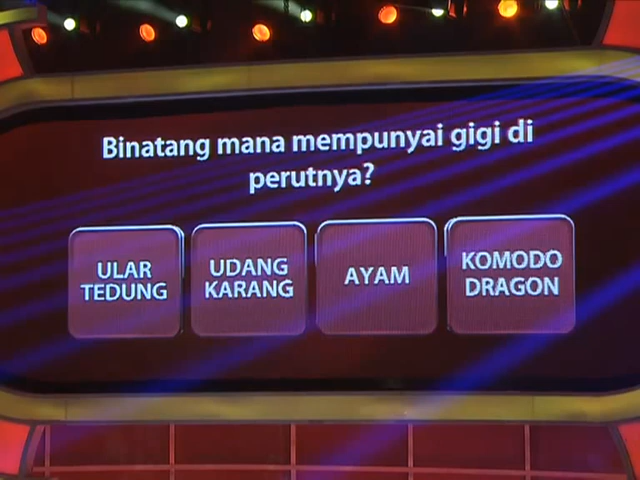 Binatang mana mempunyai gigi di
perutnya?
ULAR
TEDUNG
UDANG
KARANG
AYAM
KOMODO
DRAGON